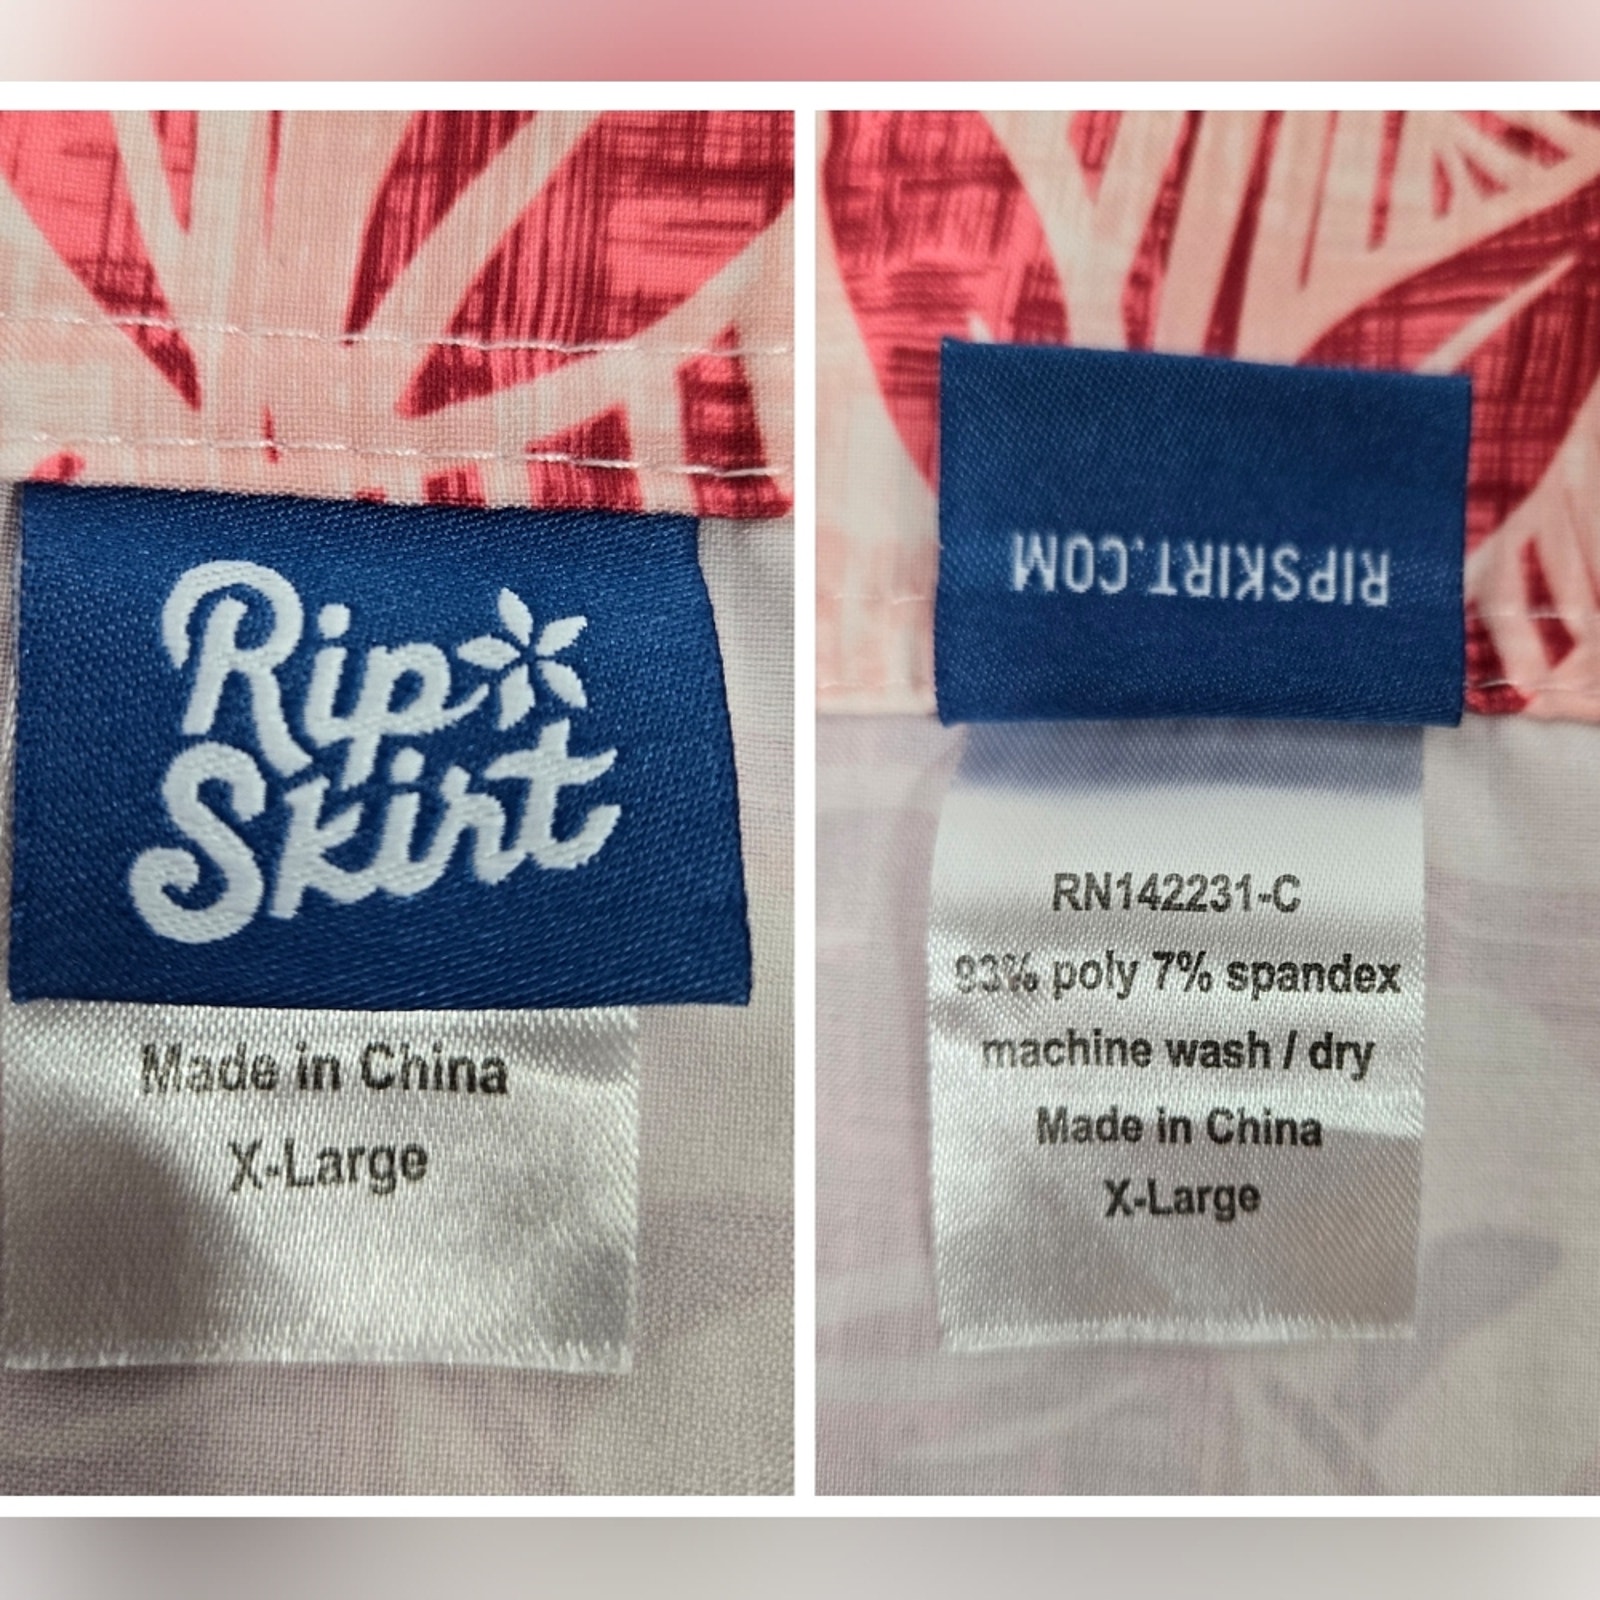 Rip
Skirt
Made in China
X-Large
RIPSKIRT.COM
RN142231-C
93% poly 7% spandex
machine wash / dry
Made in China
X-Large